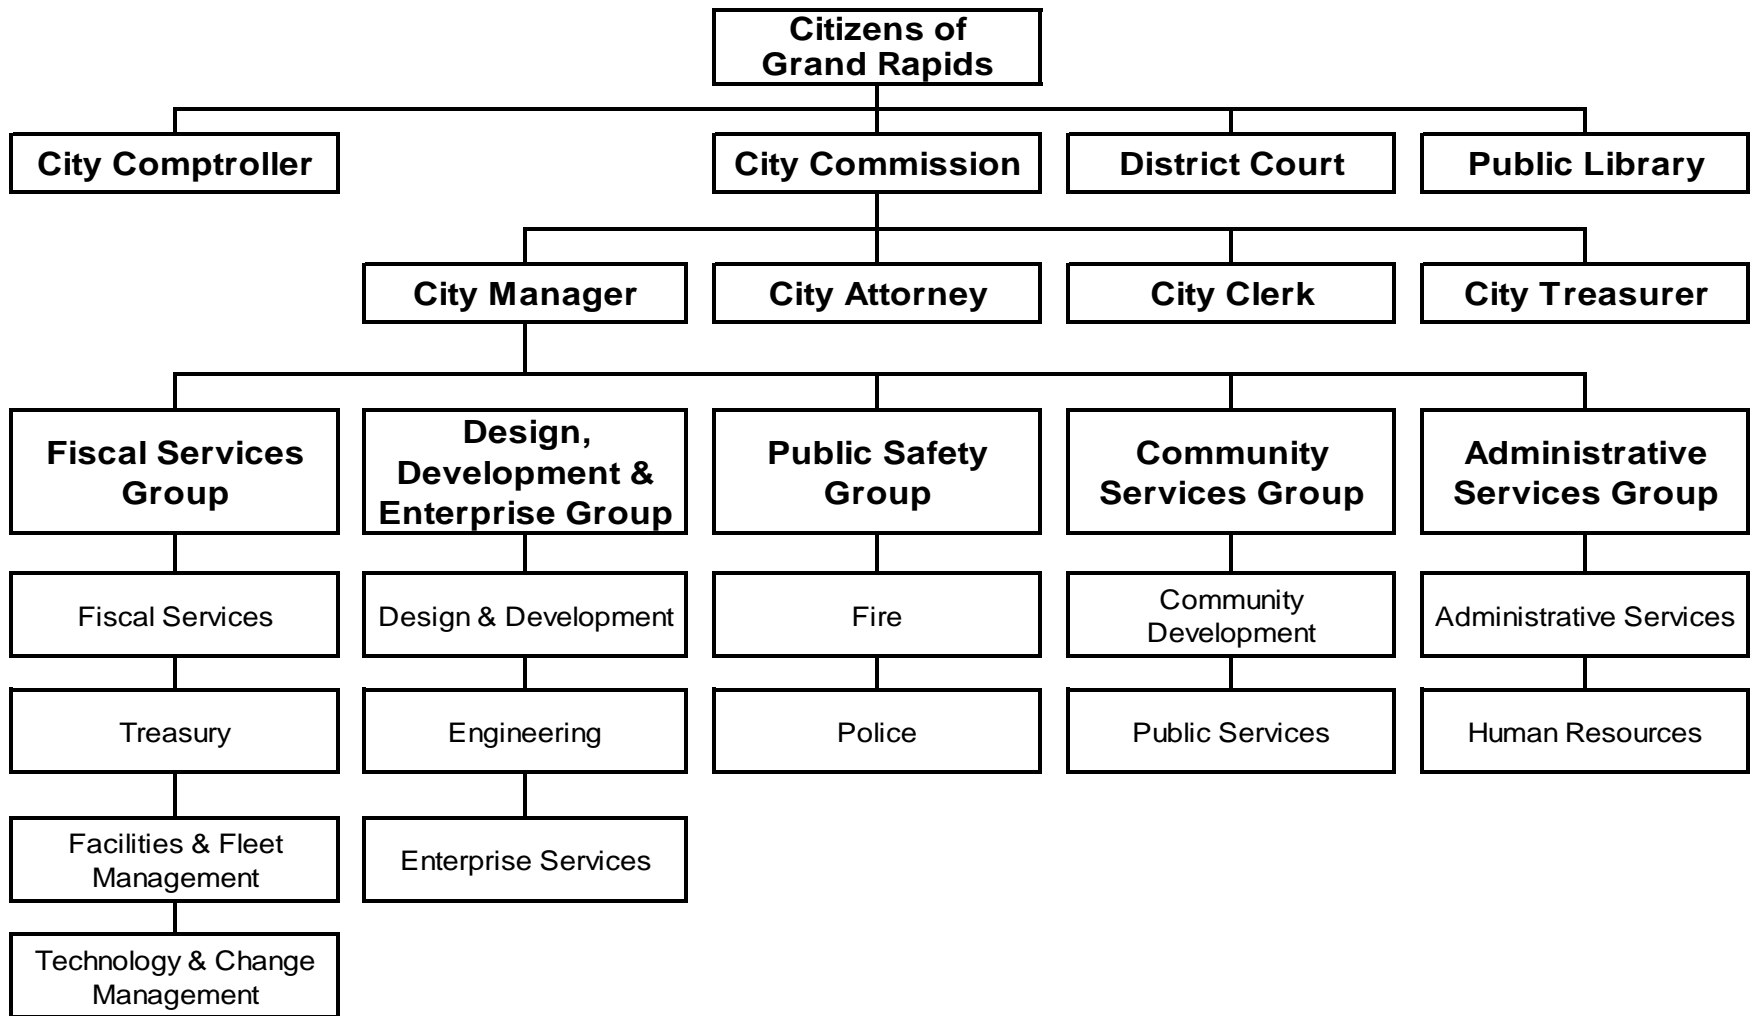 Citizens of
Grand Rapids
City Comptroller
City Commission
District Court
Public Library
City Manager
City Attorney
City Clerk
City Treasurer
Fiscal Services
Group
Design,
Development &
Enterprise Group
Public Safety
Group
Community
Services Group
Administrative
Services Group
Fiscal Services
Design & Development
Fire
Community
Development
Administrative Services
Treasury
Engineering
Police
Public Services
Human Resources
Facilities & Fleet
Management
Enterprise Services
Technology & Change
Management